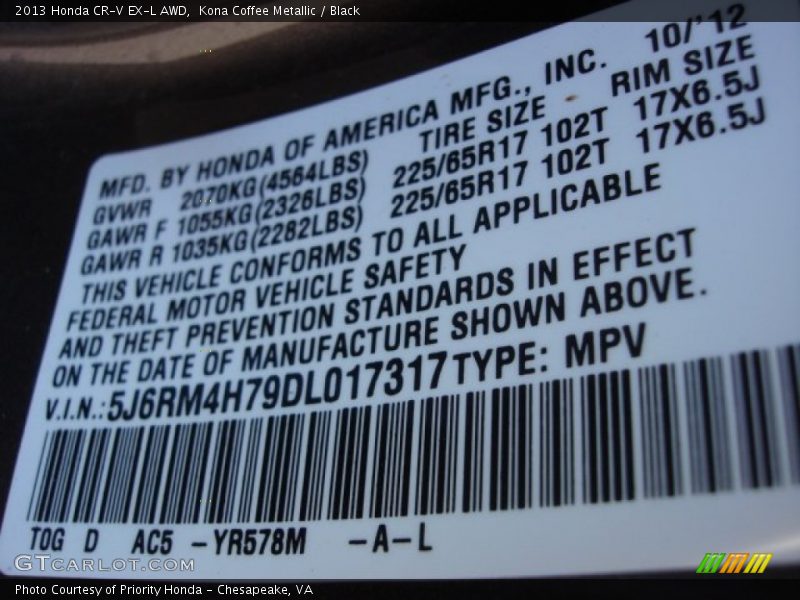 2013 Honda CR-V EX-L AWD,  Kona Coffee Metallic / Black
MFD. BY HONDA OF AMERICA MFG., INC. 10/'12
GVWR 2070KG(4564LBS) TIRE SIZE RIM SIZE
GAWR F 1055KG(2326LBS) 225/65R17 102T 17X6.5J
GAWR R 1035KG(2282LBS) 225/65R17 102T 17X6.5J
THIS VEHICLE CONFORMS TO ALL APPLICABLE
FEDERAL MOTOR VEHICLE SAFETY
AND THEFT PREVENTION STANDARDS IN EFFECT
ON THE DATE OF MANUFACTURE SHOWN ABOVE.
V.I.N.:5J6RM4H79DL017317 TYPE: MPV
TOG D AC5 -YR578M -A-L
GTCARLOT.COM
Photo Courtesy of Priority Honda - Chesapeake, VA